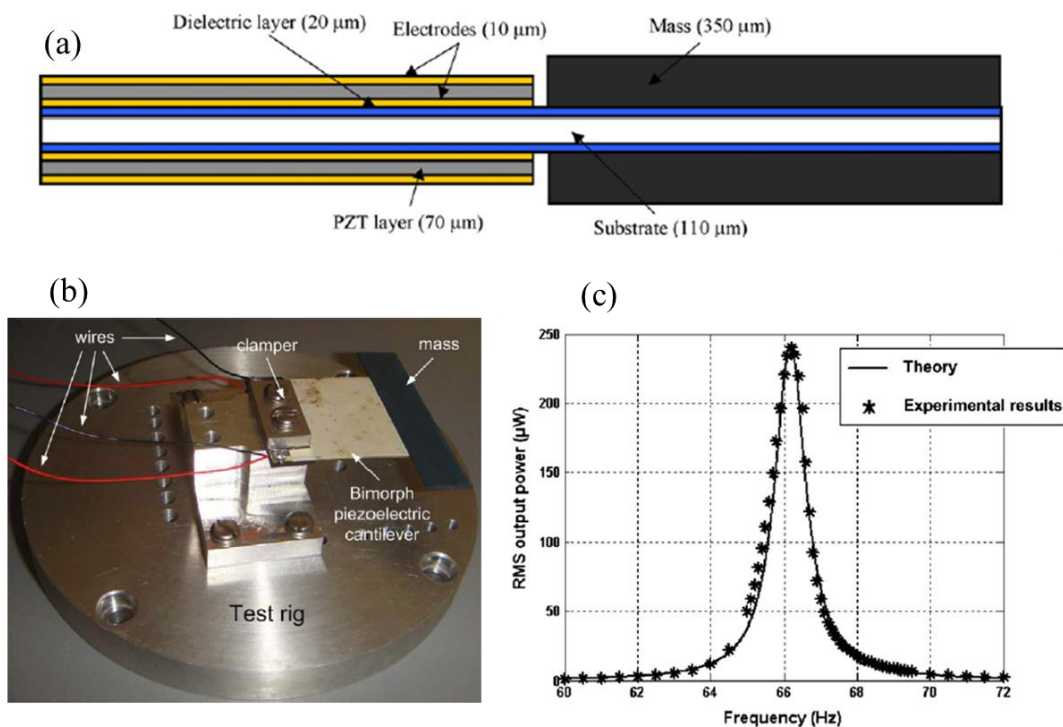 (a)
Dielectric layer (20 μm)
Electrodes (10 μm)
Mass (350 μm)
PZT layer (70 μm)
Substrate (110 μm)
(b)
wires
clamper
mass
Bimorph
piezoelectric
cantilever
Test rig
(c)
RMS output power (μW)
250
200
150
100
50
0
60
62
64
66
68
70
72
Frequency (Hz)
Theory
Experimental results